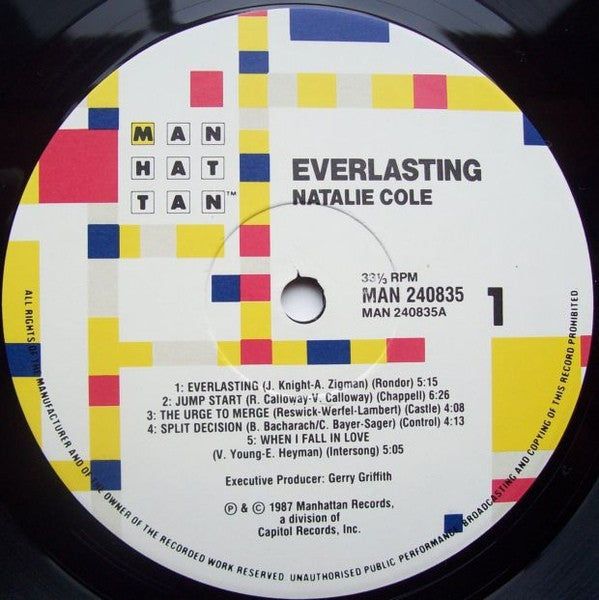 MAN
HAT
TAN™
EVERLASTING
NATALIE COLE
33⅓ RPM
MAN 240835
MAN 240835A
1
1: EVERLASTING (J. Knight-A. Zigman) (Rondor) 5:15
2: JUMP START (R. Calloway-V. Calloway) (Chappell) 6:26
3: THE URGE TO MERGE (Reswick-Werfel-Lambert) (Castle) 4:08
4: SPLIT DECISION (B. Bacharach/C. Bayer-Sager) (Control) 4:13
5: WHEN I FALL IN LOVE
(V. Young-E. Heyman) (Intersong) 5:05
Executive Producer: Gerry Griffith
℗ & © 1987 Manhattan Records,
a division of
Capitol Records, Inc.
ALL RIGHTS OF THE MANUFACTURER AND OF THE OWNER OF THE RECORDED WORK RESERVED UNAUTHORISED PUBLIC PERFORMANCE BROADCASTING AND COPYING OF THIS RECORD PROHIBITED